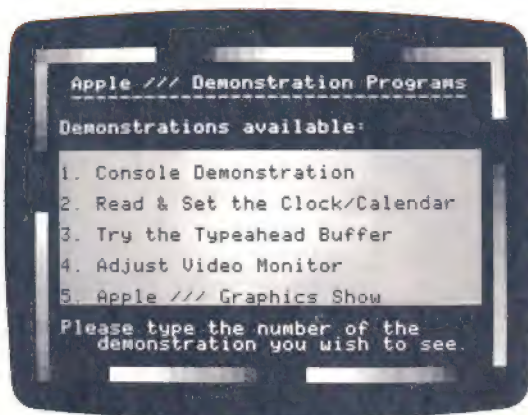 Apple /// Demonstration Programs
Demonstrations available:
1. Console Demonstration
2. Read & Set the Clock/Calendar
3. Try the Typeahead Buffer
4. Adjust Video Monitor
5. Apple /// Graphics Show
Please type the number of the
demonstration you wish to see.